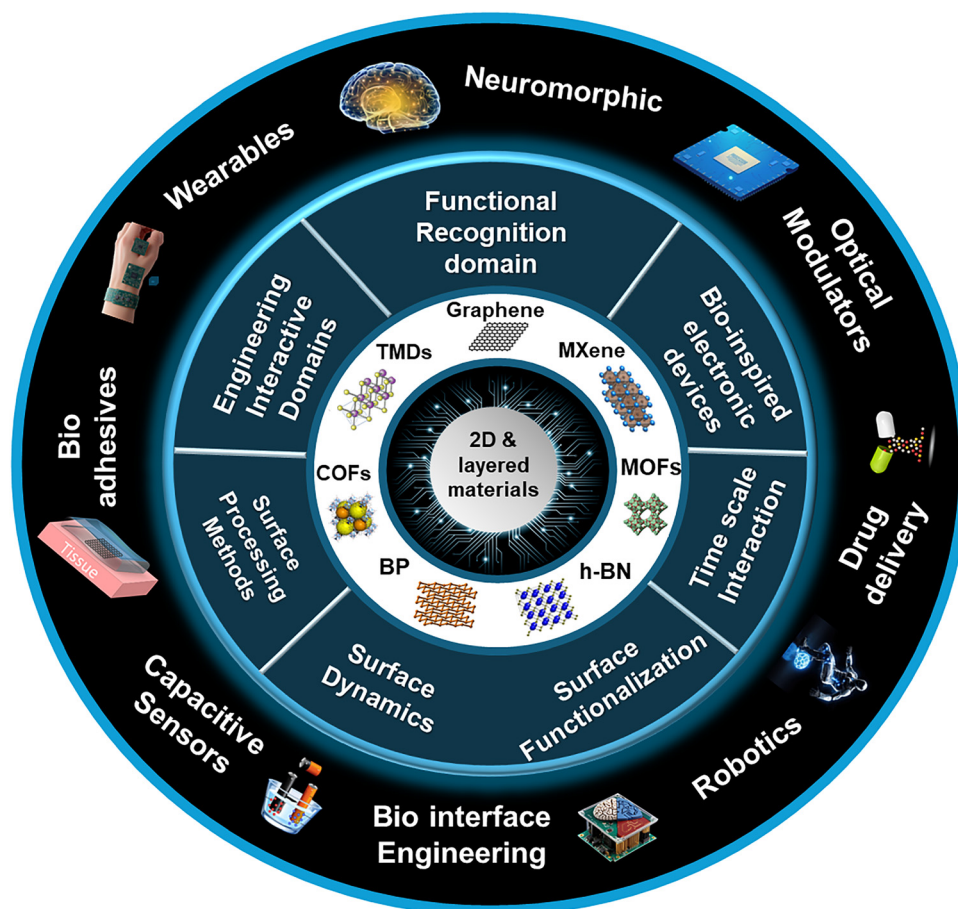 Neuromorphic
Optical
Modulators
Drug
delivery
Robotics
Bio interface
Engineering
Capacitive
Sensors
Tissue
Bio
adhesives
Wearables
Functional
Recognition
domain
Bio-inspired
electronic
devices
Time scale
Interaction
Surface
Functionalization
Surface
Dynamics
Surface
Processing
Methods
Engineering
Interactive
Domains
Graphene
MXene
MOFs
h-BN
BP
COFs
TMDs
2D &
layered
materials